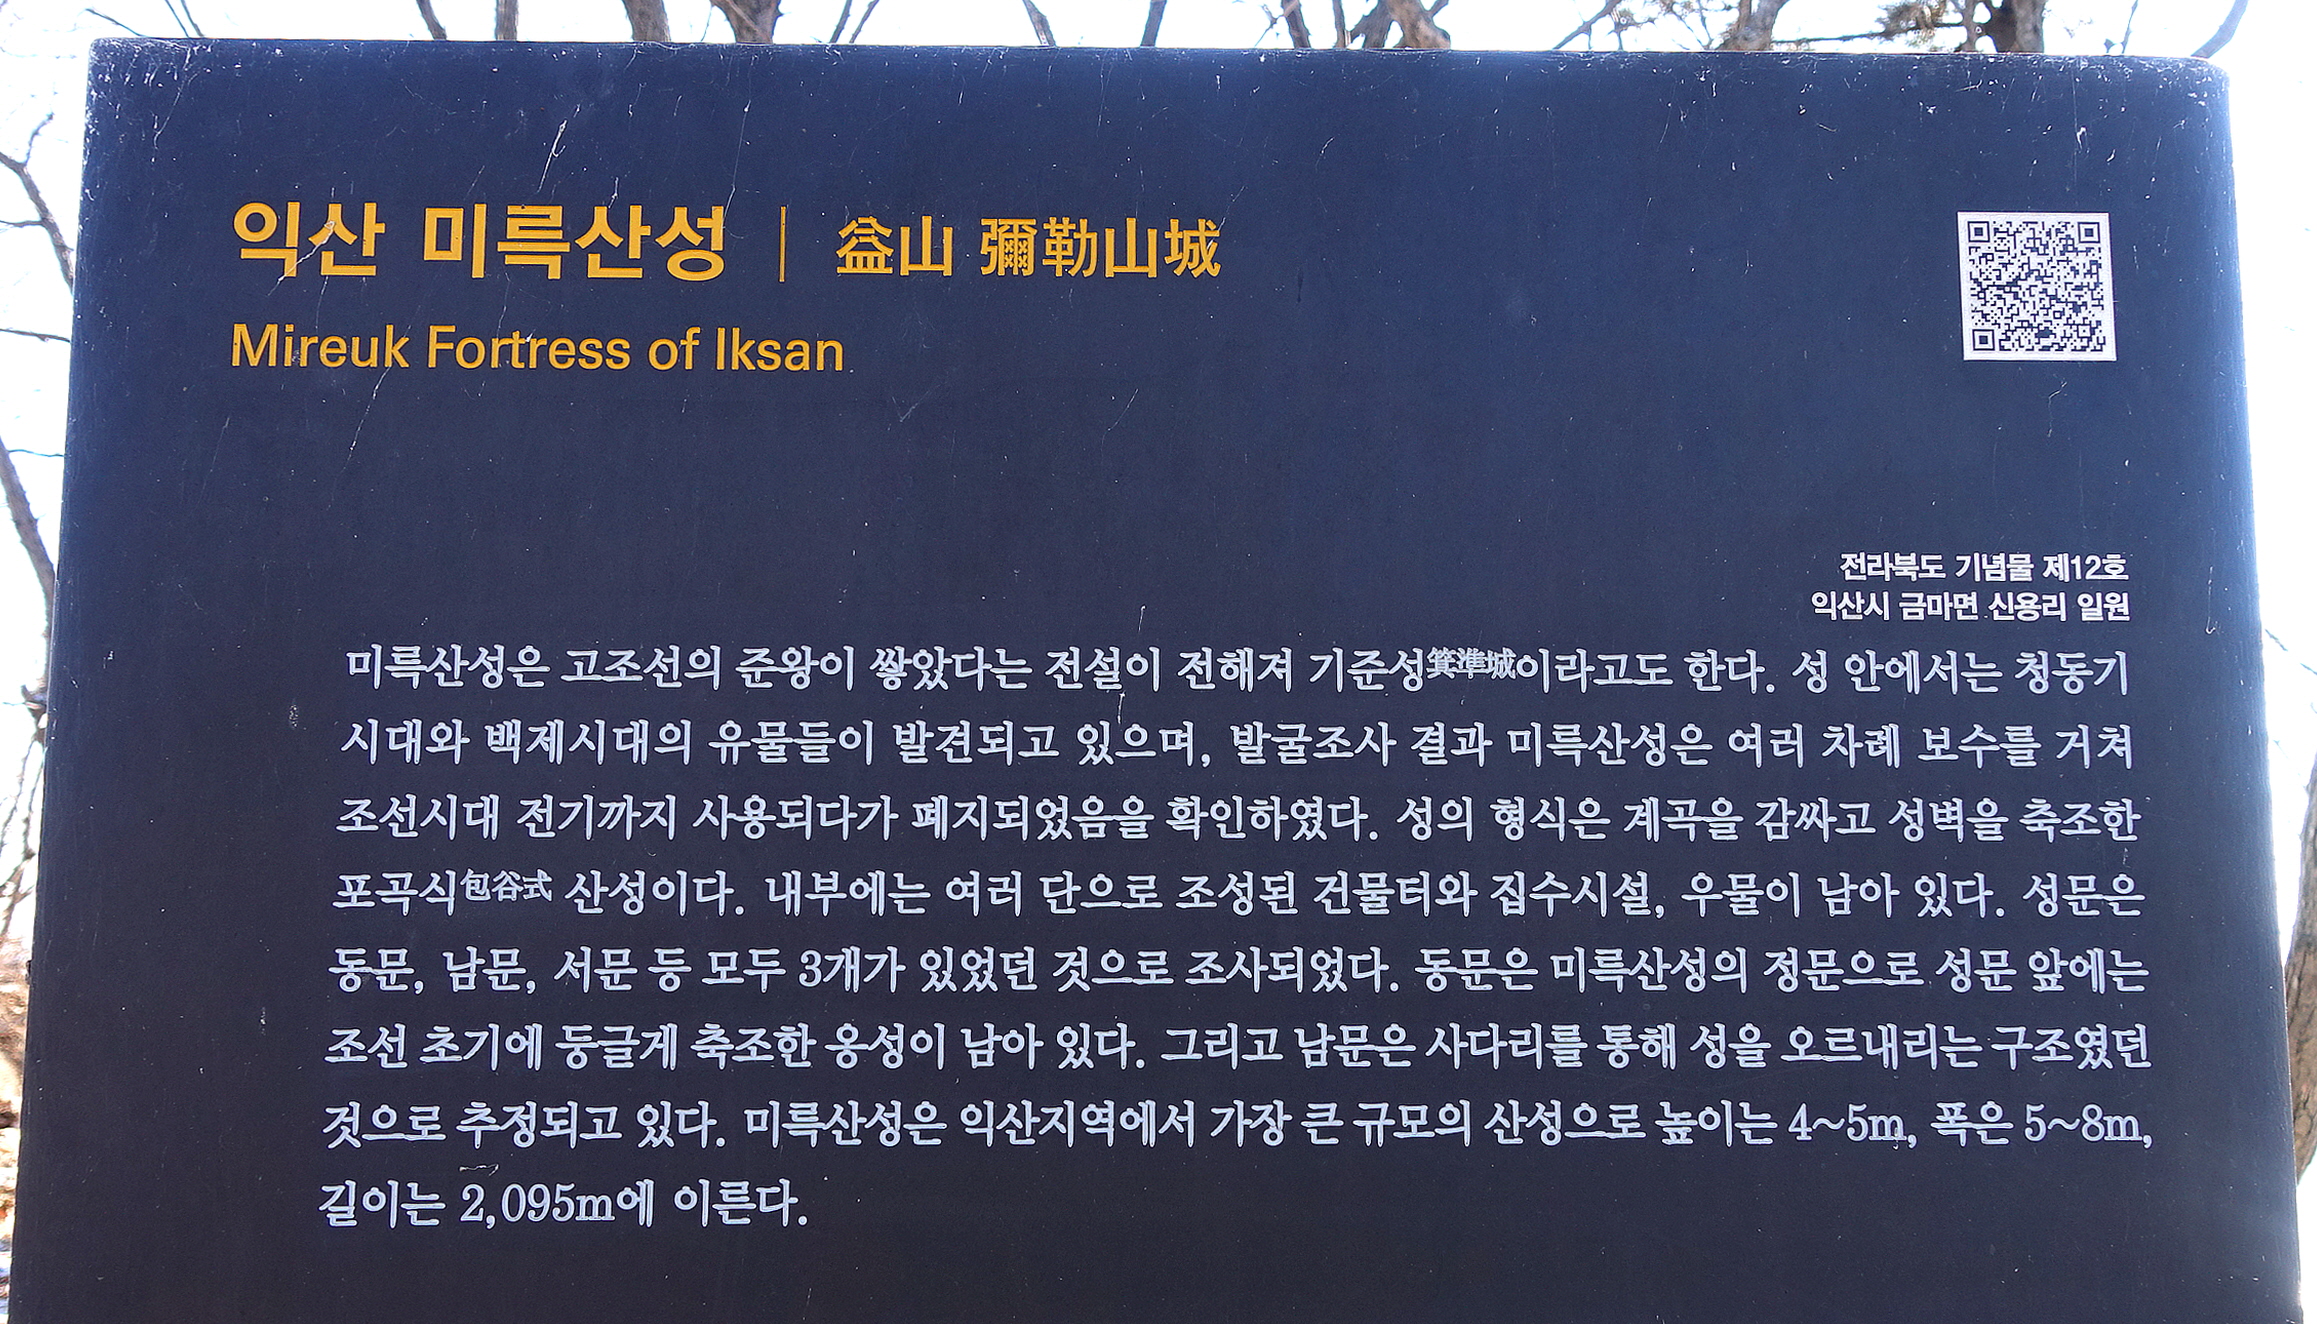 익산 미륵산성 | 益山 彌勒山城
Mireuk Fortress of Iksan
전라북도 기념물 제12호
익산시 금마면 신용리 일원
미륵산성은 고조선의 준왕이 쌓았다는 전설이 전해져 기준성箕準城이라고도 한다. 성 안에서는 청동기
시대와 백제시대의 유물들이 발견되고 있으며, 발굴조사 결과 미륵산성은 여러 차례 보수를 거쳐
조선시대 전기까지 사용되다가 폐지되었음을 확인하였다. 성의 형식은 계곡을 감싸고 성벽을 축조한
포곡식包谷式 산성이다. 내부에는 여러 단으로 조성된 건물터와 집수시설, 우물이 남아 있다. 성문은
동문, 남문, 서문 등 모두 3개가 있었던 것으로 조사되었다. 동문은 미륵산성의 정문으로 성문 앞에는
조선 초기에 둥글게 축조한 옹성이 남아 있다. 그리고 남문은 사다리를 통해 성을 오르내리는 구조였던
것으로 추정되고 있다. 미륵산성은 익산지역에서 가장 큰 규모의 산성으로 높이는 4~5m, 폭은 5~8m,
길이는 2,095m에 이른다.